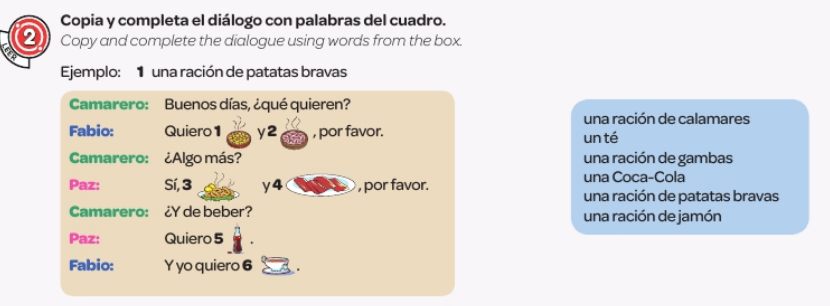 LEER
2
Copia y completa el diálogo con palabras del cuadro.
Copy and complete the dialogue using words from the box.
Ejemplo: 1 una ración de patatas bravas
Camarero: Buenos días, ¿qué quieren?
Fabio: Quiero 1 y 2 , por favor.
Camarero: ¿Algo más?
Paz: Sí, 3 y 4 , por favor.
Camarero: ¿Y de beber?
Paz: Quiero 5 .
Fabio: Y yo quiero 6 .
una ración de calamares
un té
una ración de gambas
una Coca-Cola
una ración de patatas bravas
una ración de jamón